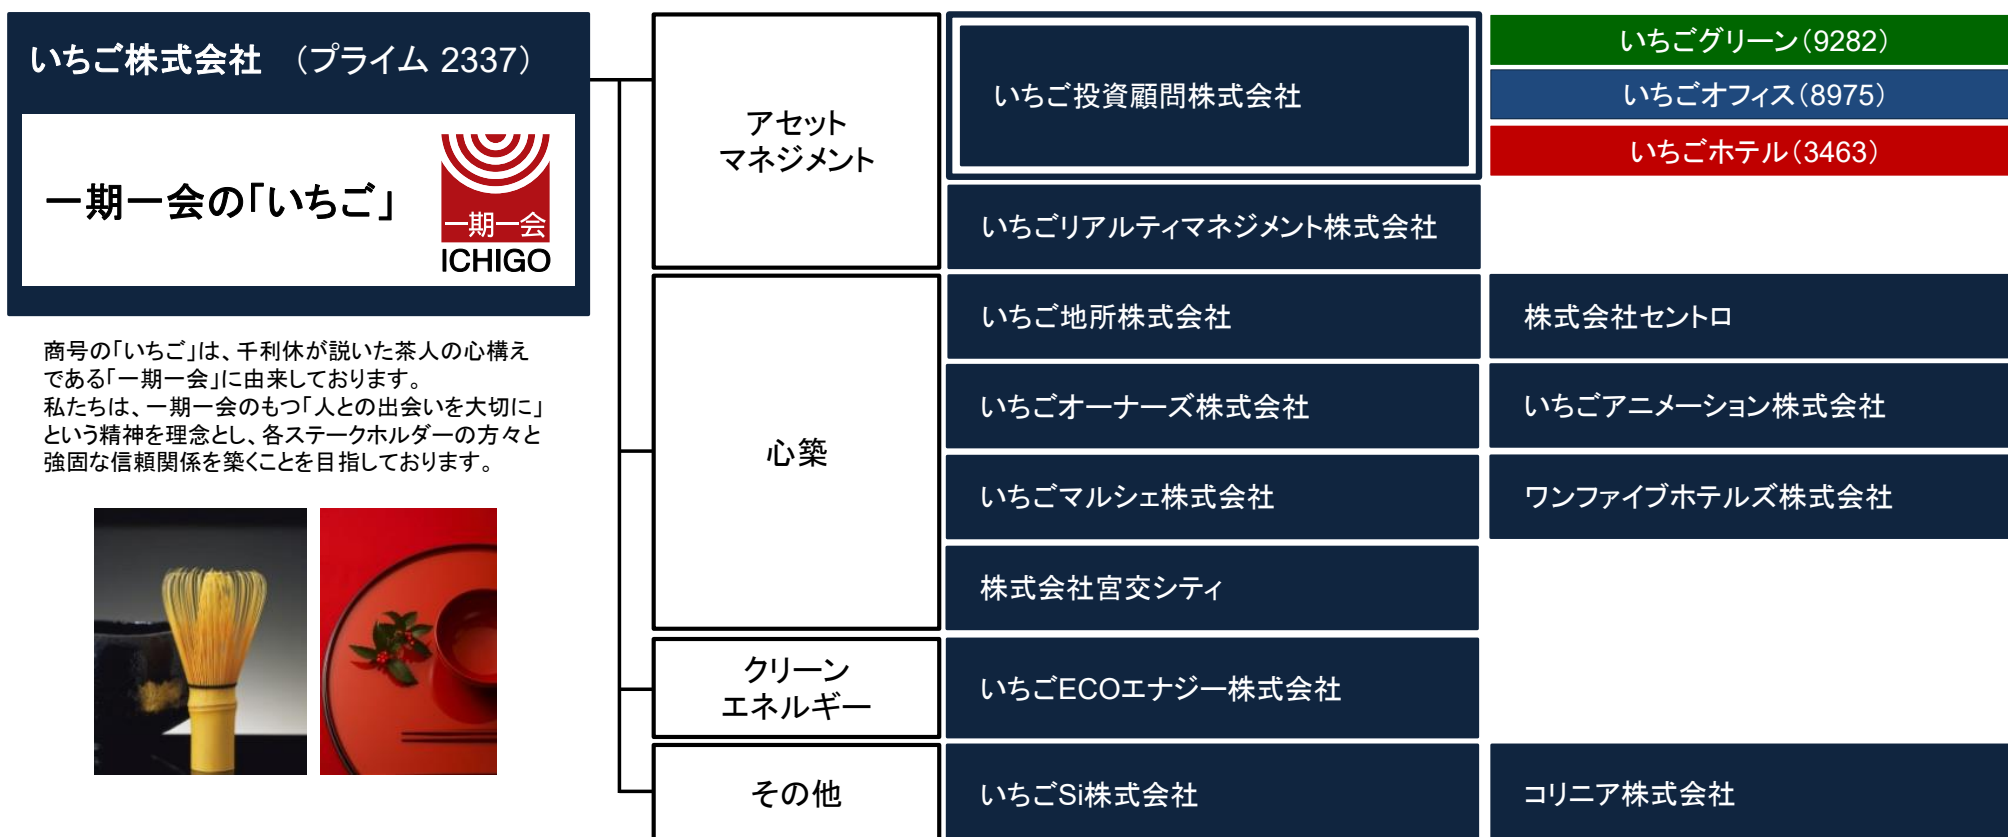 いちご株式会社　（プライム 2337）
一期一会の「いちご」
一期一会
ICHIGO
商号の「いちご」は、千利休が説いた茶人の心構え
である「一期一会」に由来しております。
私たちは、一期一会のもつ「人との出会いを大切に」
という精神を理念とし、各ステークホルダーの方々と
強固な信頼関係を築くことを目指しております。
アセット
マネジメント
いちご投資顧問株式会社
いちごグリーン（9282）
いちごオフィス（8975）
いちごホテル（3463）
いちごリアルティマネジメント株式会社
心築
いちご地所株式会社
株式会社セントロ
いちごオーナーズ株式会社
いちごアニメーション株式会社
いちごマルシェ株式会社
ワンファイブホテルズ株式会社
株式会社宮交シティ
クリーン
エネルギー
いちごECOエナジー株式会社
その他
いちごSi株式会社
コリニア株式会社